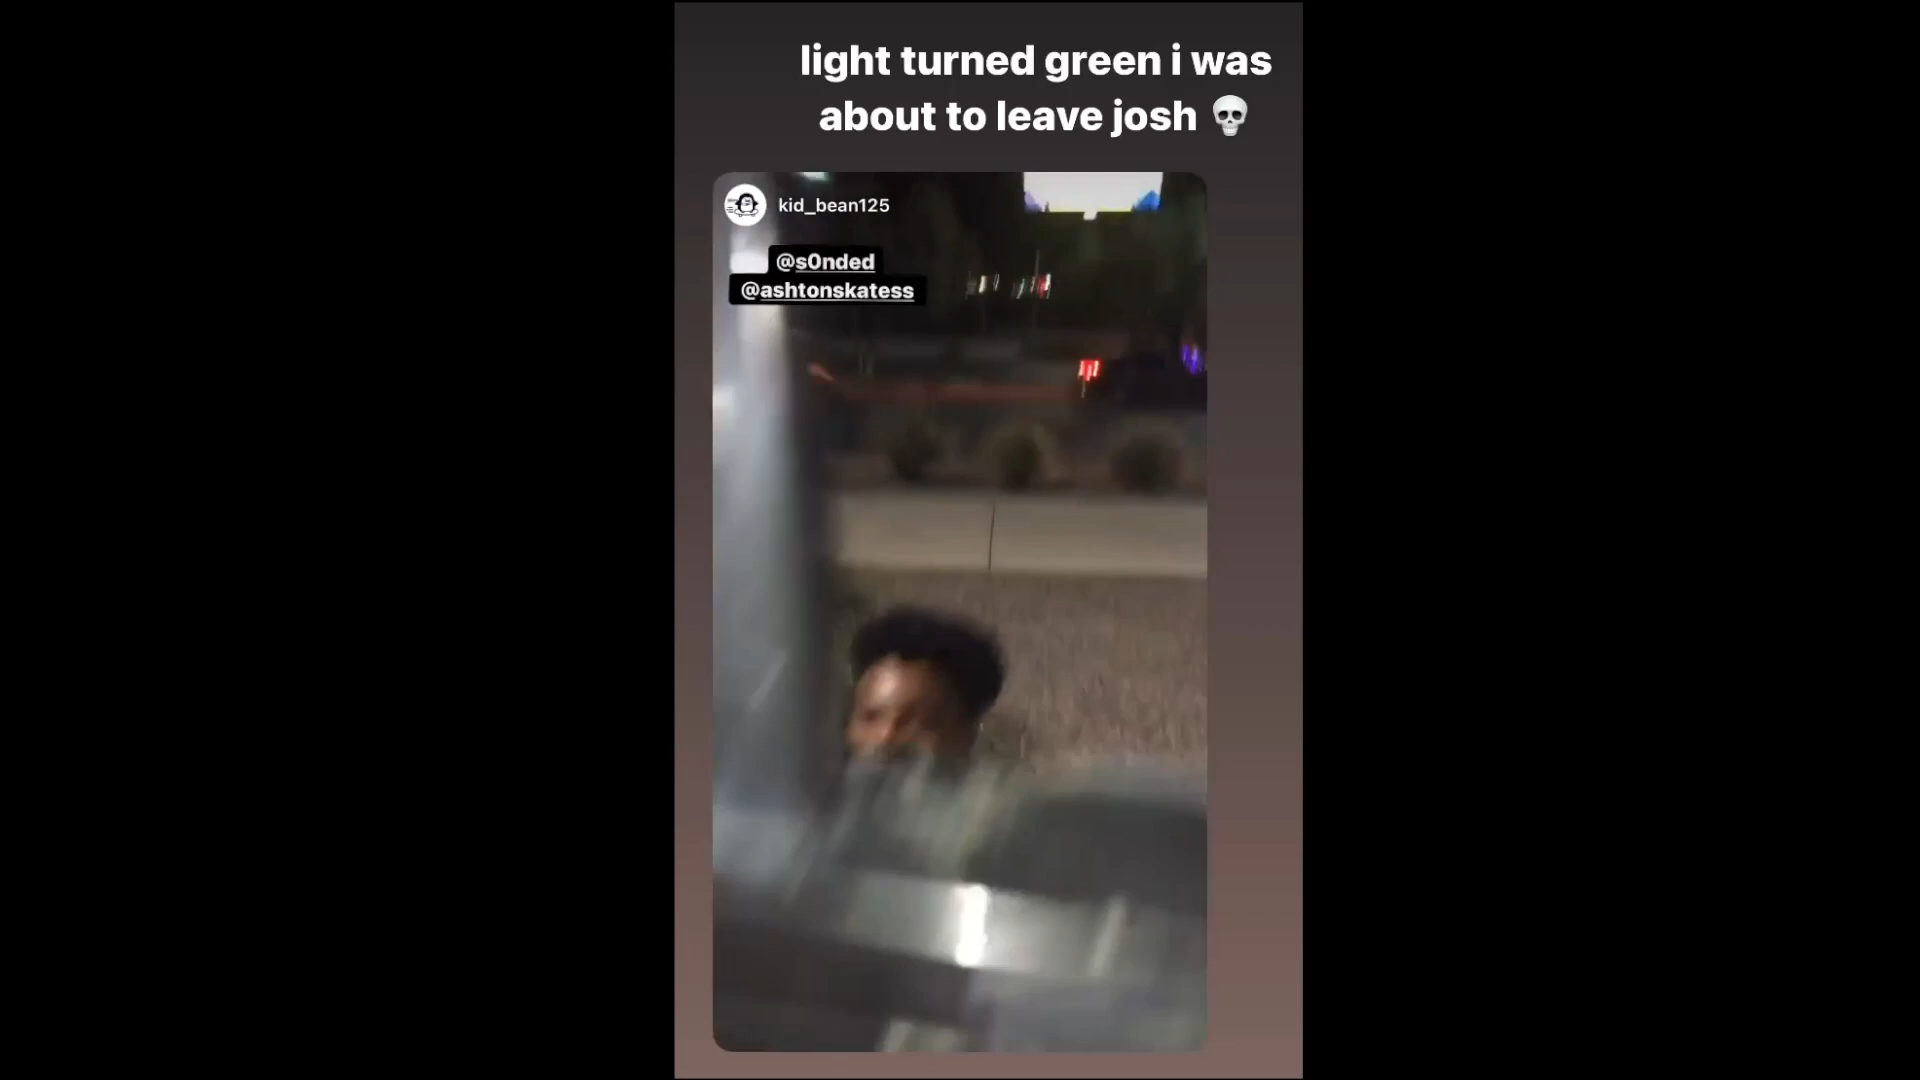 light turned green i was
about to leave josh 💀
kid_bean125
@s0nded
@ashtonskatess